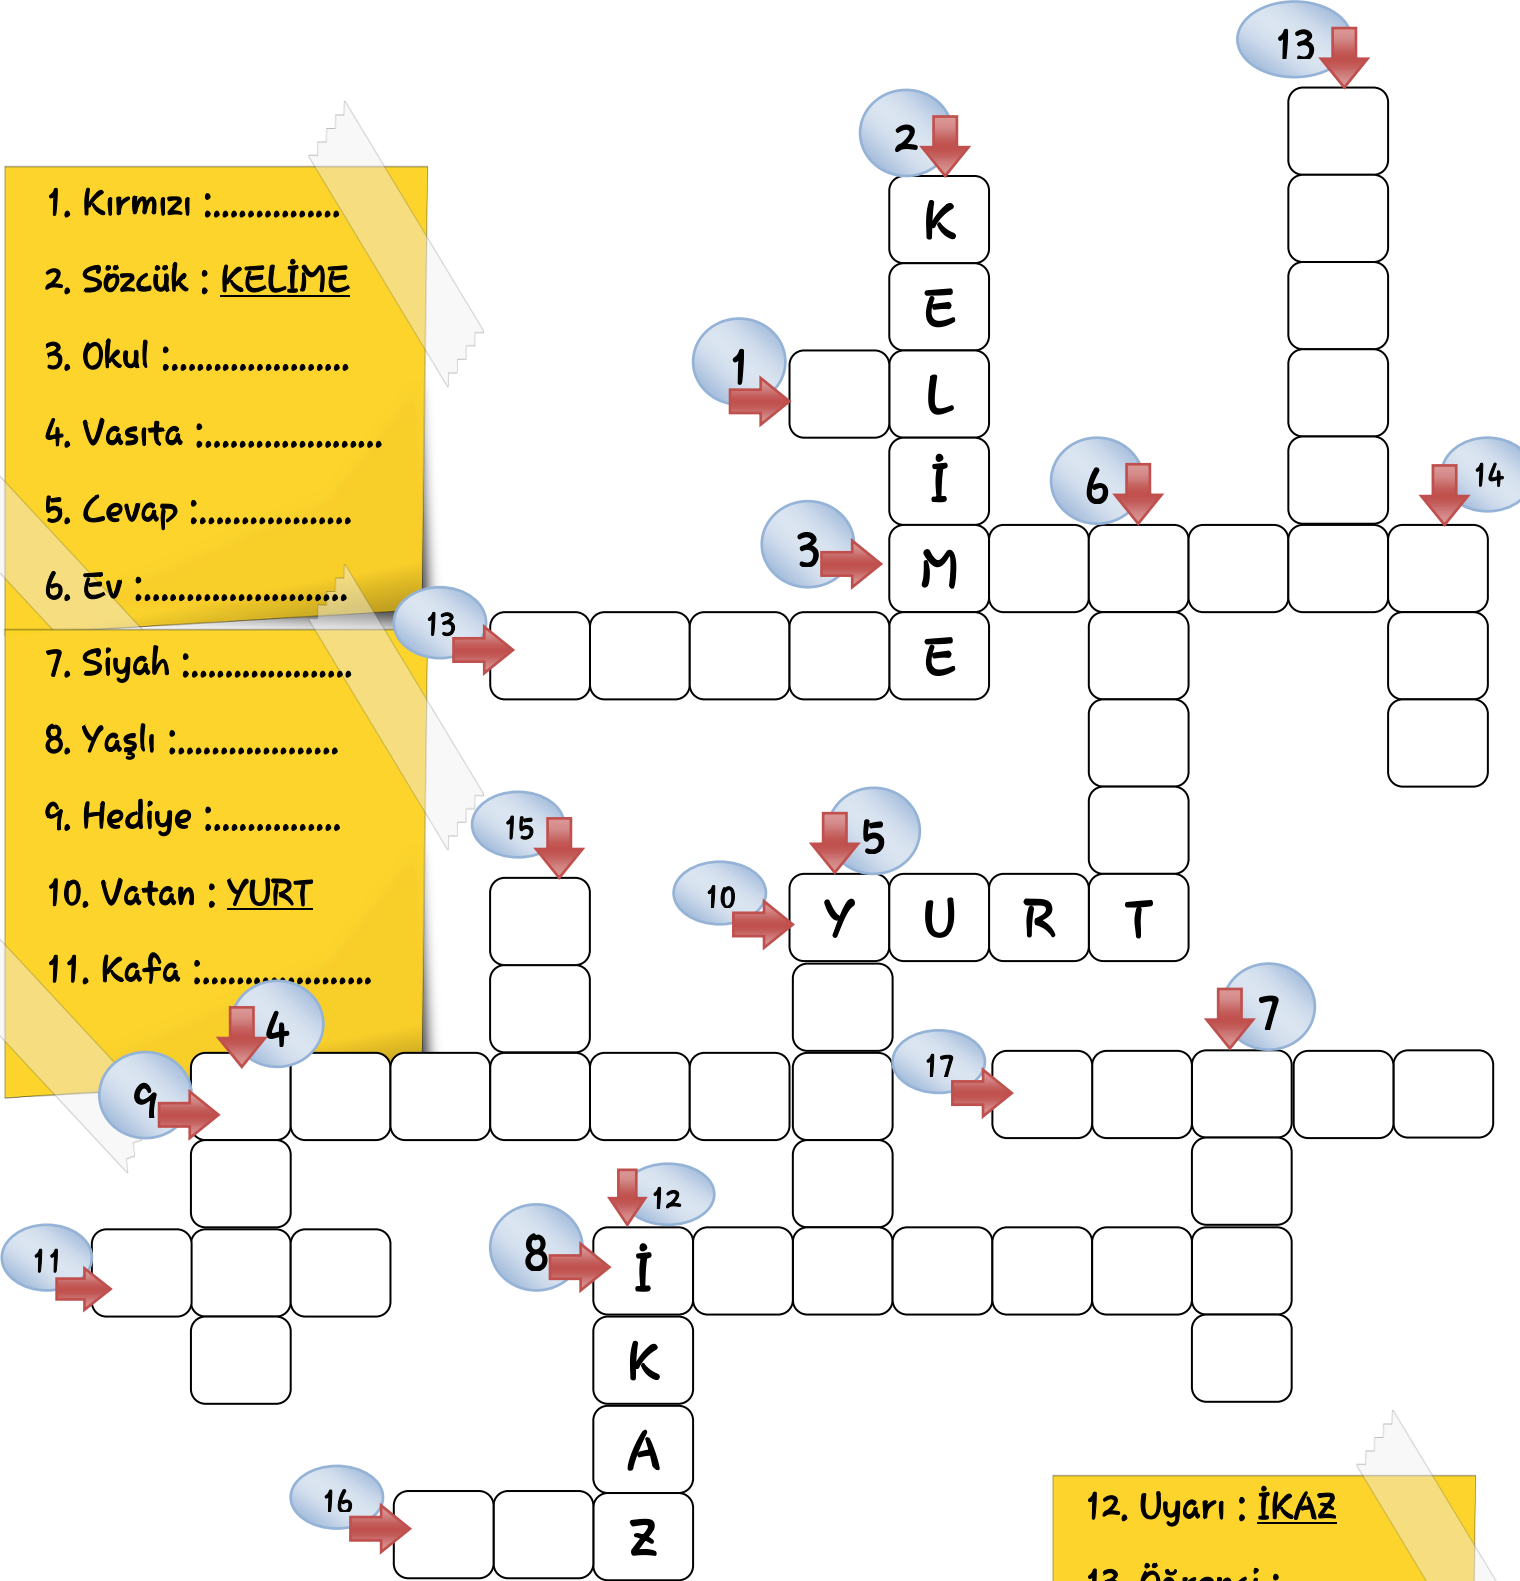 13
2
1. Kırmızı :...............
K
2. Sözcük : KELİME
E
3. Okul :......................
1
L
4. Vasıta :.....................
İ
6
14
5. Cevap :...................
3
M
6. Ev :.........................
13
E
7. Siyah :....................
8. Yaşlı :...................
9. Hediye :...............
15
5
10. Vatan : YURT
10
Y U R T
11. Kafa :....................
4
7
9
17
12
11
8
İ
K
A
16
Z
12. Uyarı : İKAZ
13. Öğrenci :